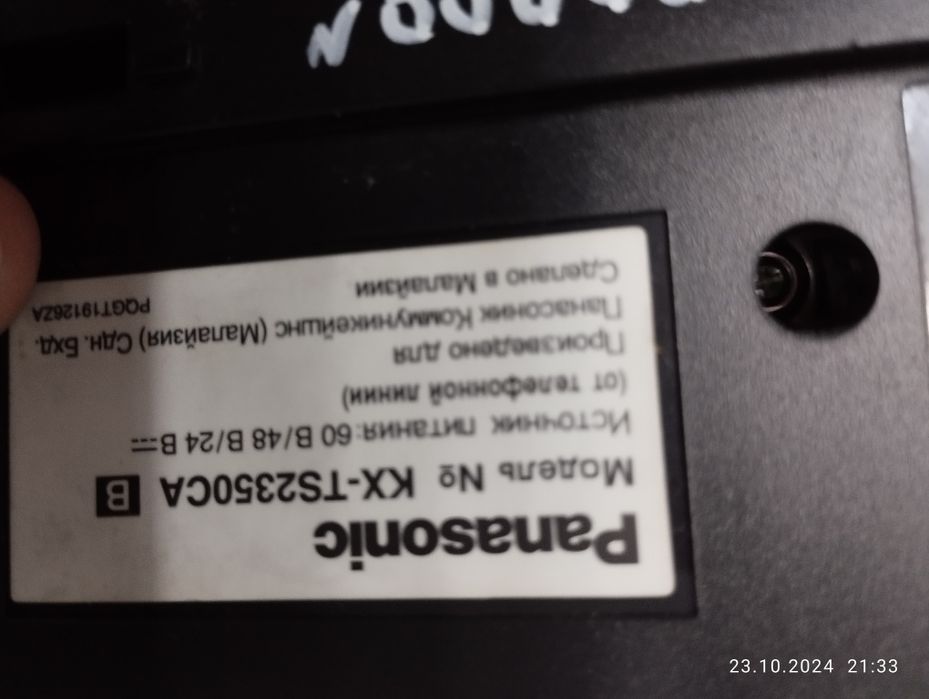 Panasonic
Модель № KX-TS2350CA B
Источник питания: 60 В/48 В/24 В
(от телефонной линии)
Произведено для
Панасоник Коммуникейшнс (Малайзия) Сдн. Бхд.
Сделано в Малайзии
PQGT19126ZA
23.10.2024 21:33